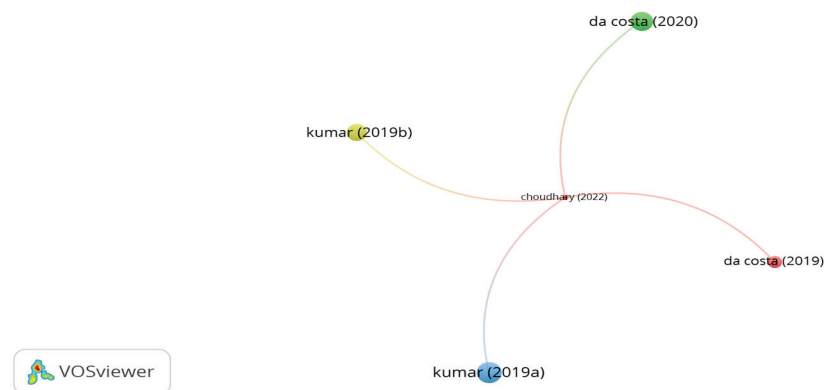 da costa (2020)
kumar (2019b)
choudhary (2022)
da costa (2019)
kumar (2019a)
VOSviewer